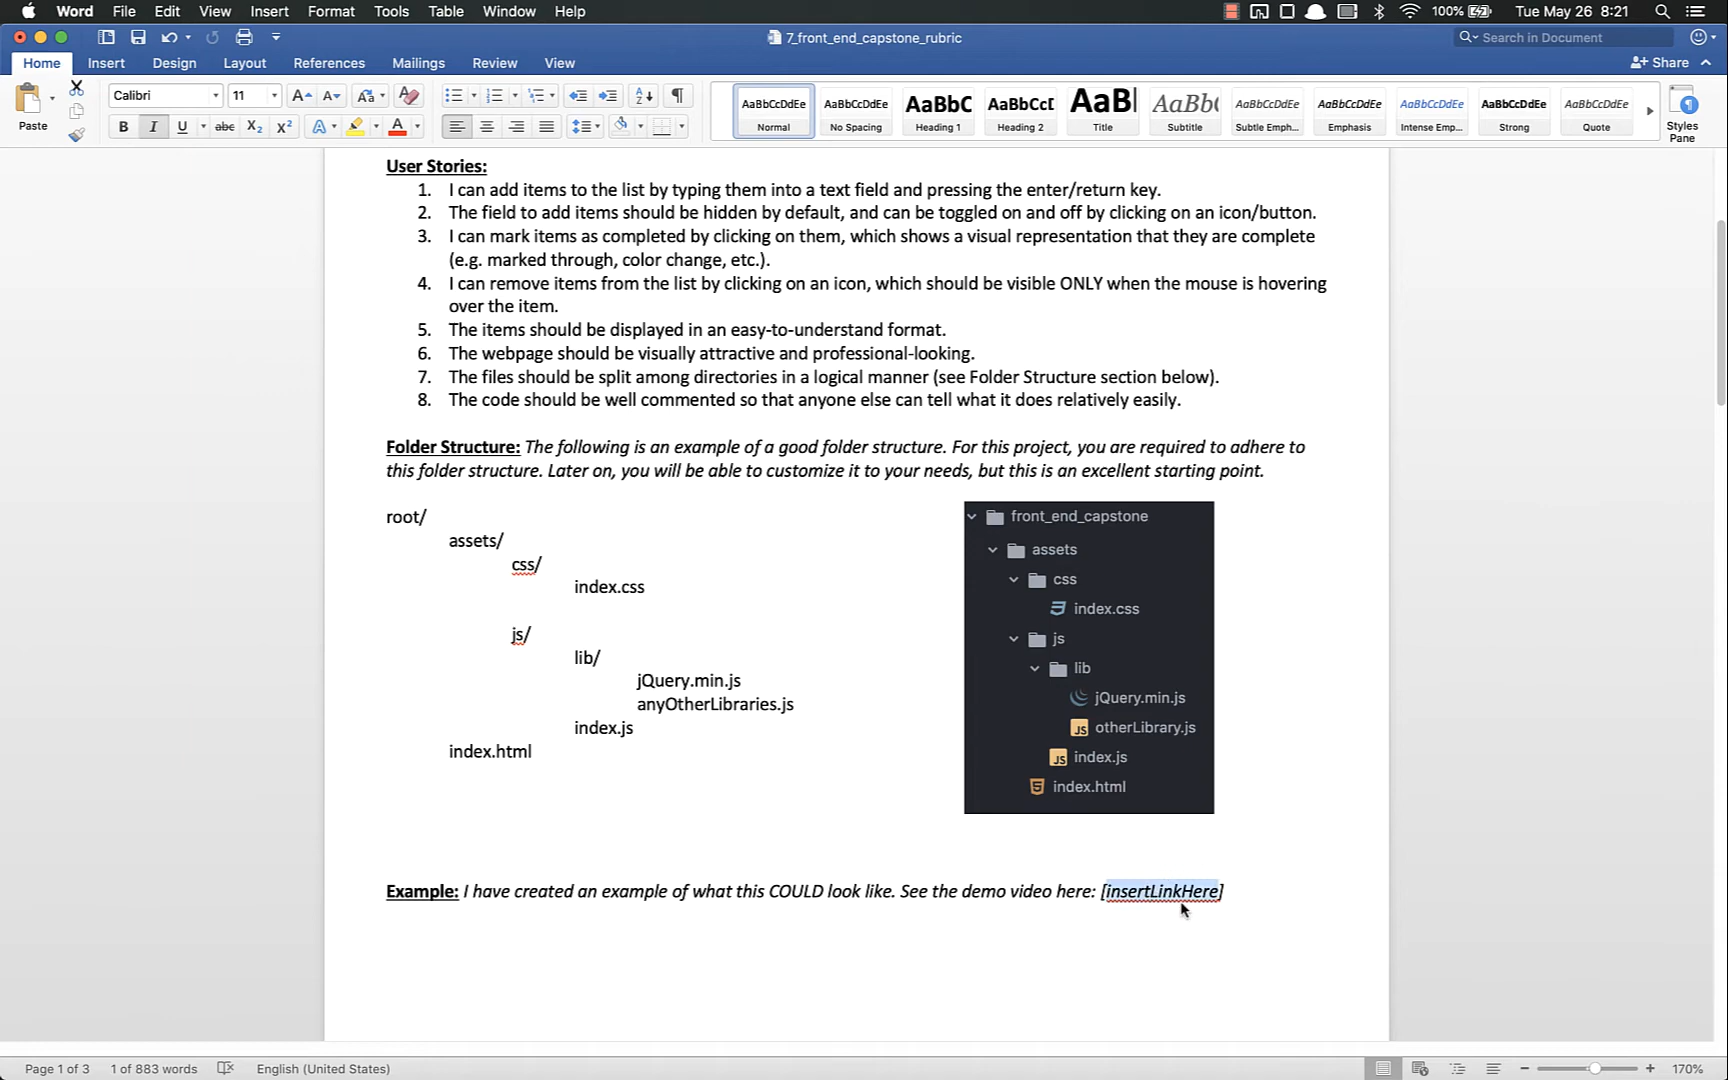 Word File Edit View Insert Format Tools Table Window Help 100% Tue May 26 8:21
7_front_end_capstone_rubric Search in Document
Home Insert Design Layout References Mailings Review View Share
Paste Calibri 11 AaBbCcDdEe AaBbCcDdEe AaBbC AaBbCcD AaB AaBb( AaBbCcDdEe AaBbCcDdEe AaBbCcDdEe AaBbCcDdEe AaBbCcDdEe
B I U abc X₂ X² A Normal No Spacing Heading 1 Heading 2 Title Subtitle Subtle Emph... Emphasis Intense Emp... Strong Quote Styles Pane
User Stories:
1. I can add items to the list by typing them into a text field and pressing the enter/return key.
2. The field to add items should be hidden by default, and can be toggled on and off by clicking on an icon/button.
3. I can mark items as completed by clicking on them, which shows a visual representation that they are complete
(e.g. marked through, color change, etc.).
4. I can remove items from the list by clicking on an icon, which should be visible ONLY when the mouse is hovering
over the item.
5. The items should be displayed in an easy-to-understand format.
6. The webpage should be visually attractive and professional-looking.
7. The files should be split among directories in a logical manner (see Folder Structure section below).
8. The code should be well commented so that anyone else can tell what it does relatively easily.
Folder Structure: The following is an example of a good folder structure. For this project, you are required to adhere to
this folder structure. Later on, you will be able to customize it to your needs, but this is an excellent starting point.
root/
assets/
css/
index.css
js/
lib/
jQuery.min.js
anyOtherLibraries.js
index.js
index.html
front_end_capstone
assets
css
index.css
js
lib
jQuery.min.js
otherLibrary.js
index.js
index.html
Example: I have created an example of what this COULD look like. See the demo video here: [insertLinkHere]
Page 1 of 3 1 of 883 words English (United States) 170%